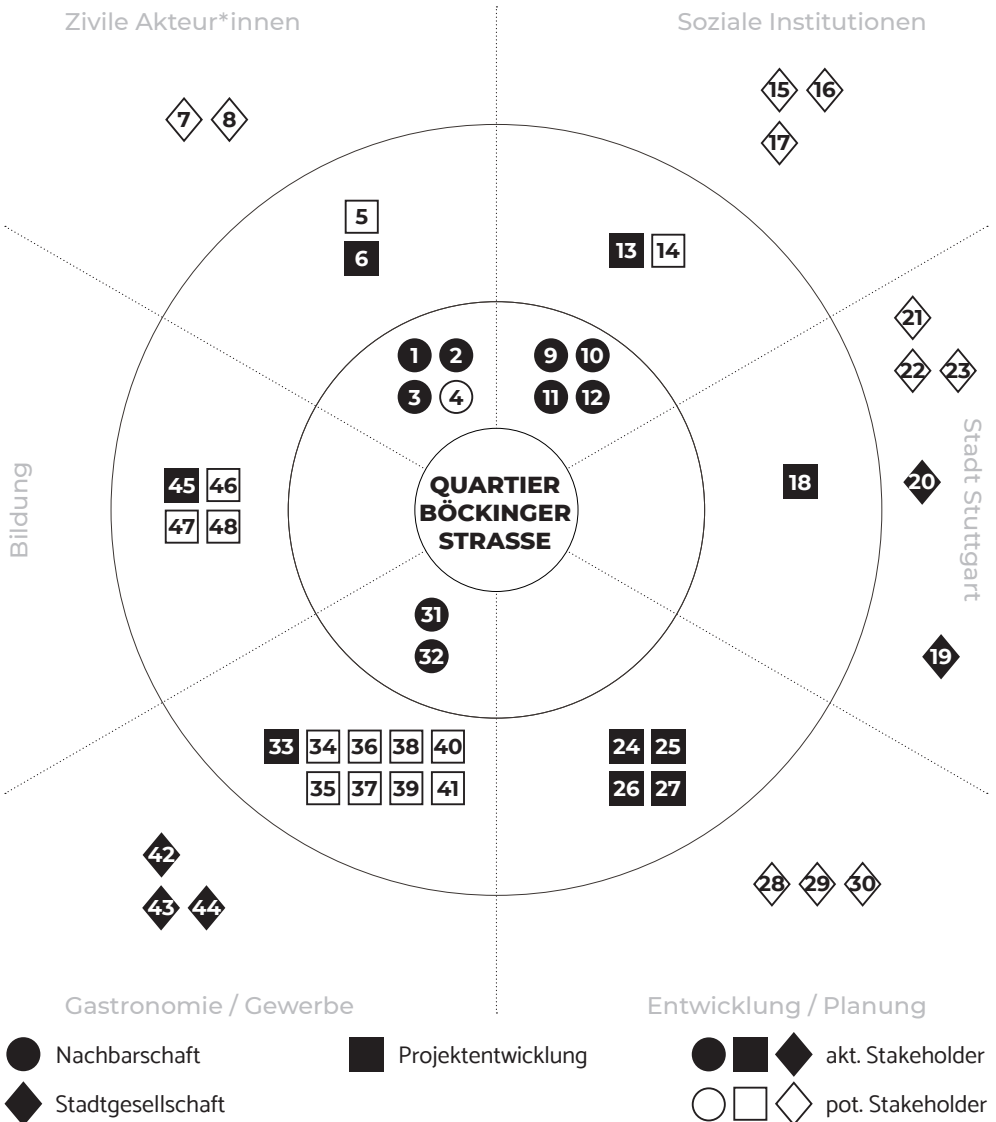 Zivile Akteur*innen
Soziale Institutionen
15 16
7 8
17
5
6
13 14
21
22 23
1 2
3 4
9 10
11 12
Bildung
45 46
47 48
QUARTIER
BÖCKINGER
STRASSE
18
20
Stadt Stuttgart
31
32
19
33 34 36 38 40
35 37 39 41
24 25
26 27
42
43 44
28 29 30
Gastronomie / Gewerbe
Entwicklung / Planung
Nachbarschaft
Projektentwicklung
akt. Stakeholder
Stadtgesellschaft
pot. Stakeholder